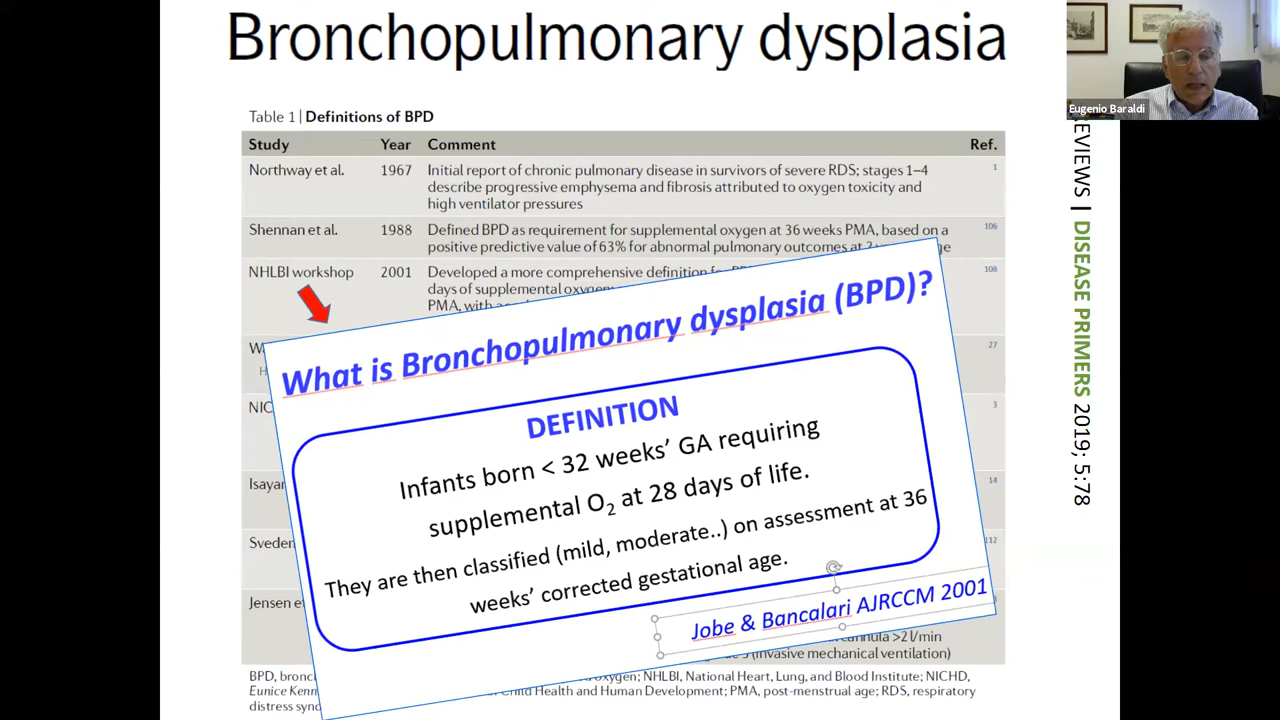 Bronchopulmonary dysplasia
Eugenio Baraldi
Table 1 | Definitions of BPD
Study Year Comment Ref.
Northway et al. 1967 Initial report of chronic pulmonary disease in survivors of severe RDS; stages 1–4 1
describe progressive emphysema and fibrosis attributed to oxygen toxicity and
high ventilator pressures
Shennan et al. 1988 Defined BPD as requirement for supplemental oxygen at 36 weeks PMA, based on a 106
positive predictive value of 63% for abnormal pulmonary outcomes at
NHLBI workshop 2001 Developed a more comprehensive definition 108
days of supplemental
PMA, with
27
3
14
Jensen
What is Bronchopulmonary dysplasia (BPD)?
DEFINITION
Infants born < 32 weeks’ GA requiring
supplemental O2 at 28 days of life.
They are then classified (mild, moderate..) on assessment at 36
weeks’ corrected gestational age.
Jobe & Bancalari AJRCCM 2001
>2 l/min
(invasive mechanical ventilation)
BPD, NHLBI, National Heart, Lung, and Blood Institute; NICHD,
Eunice Child Health and Human Development; PMA, post-menstrual age; RDS, respiratory
distress
EVIEWS | DISEASE PRIMERS 2019; 5:78